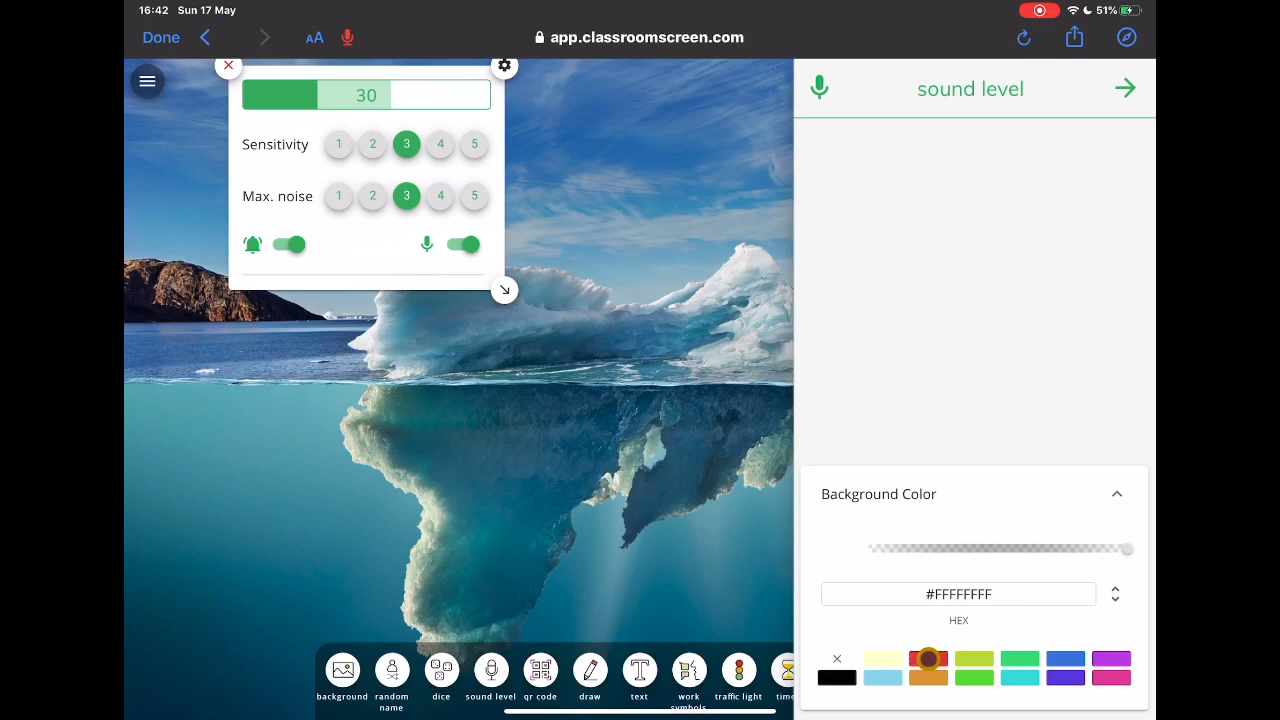 16:42 Sun 17 May
51%
Done
AA
app.classroomscreen.com
30
Sensitivity 1 2 3 4 5
Max. noise 1 2 3 4 5
sound level
Background Color
#FFFFFFFF
HEX
background
random name
dice
sound level
qr code
draw
text
work symbols
traffic light
time